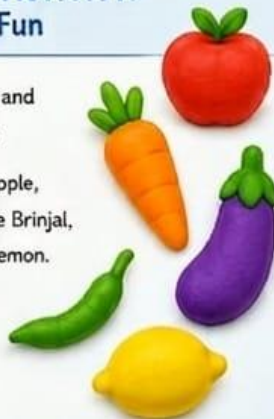 Fun
and
pple,
e Brinjal,
emon.